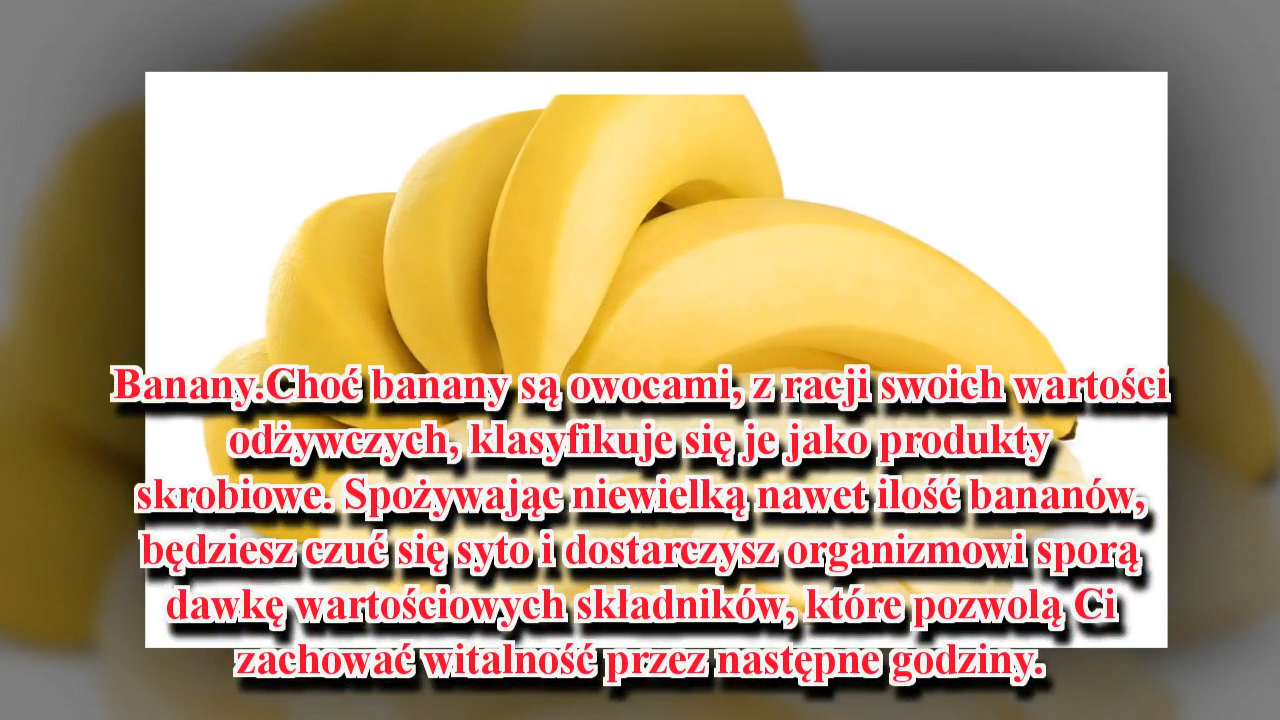 Banany.Choć banany są owocami, z racji swoich wartości
odżywczych, klasyfikuje się je jako produkty
skrobiowe. Spożywając niewielką nawet ilość bananów,
będziesz czuć się syto i dostarczysz organizmowi sporą
dawkę wartościowych składników, które pozwolą Ci
zachować witalność przez następne godziny.